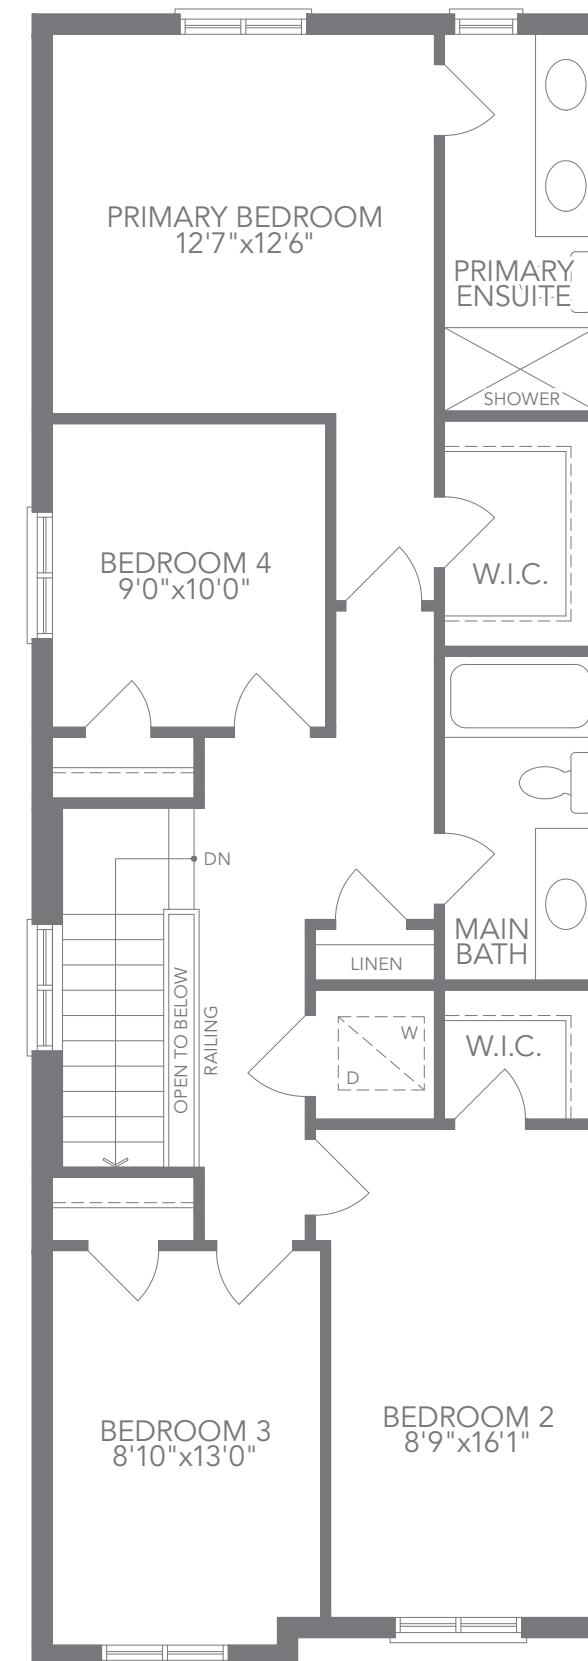 PRIMARY BEDROOM
12'7"x12'6"
PRIMARY
ENSUITE
SHOWER
BEDROOM 4
9'0"x10'0"
W.I.C.
DN
MAIN
BATH
LINEN
OPEN TO BELOW
RAILING
W
D
W.I.C.
BEDROOM 3
8'10"x13'0"
BEDROOM 2
8'9"x16'1"